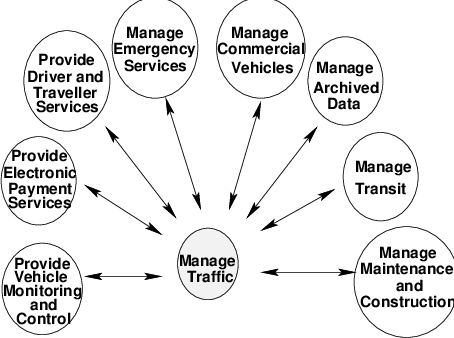 Manage
Emergency
Services
Manage
Commercial
Vehicles
Provide
Driver and
Traveller
Services
Manage
Archived
Data
Provide
Electronic
Payment
Services
Manage
Transit
Manage
Traffic
Provide
Vehicle
Monitoring
and
Control
Manage
Maintenance
and
Construction